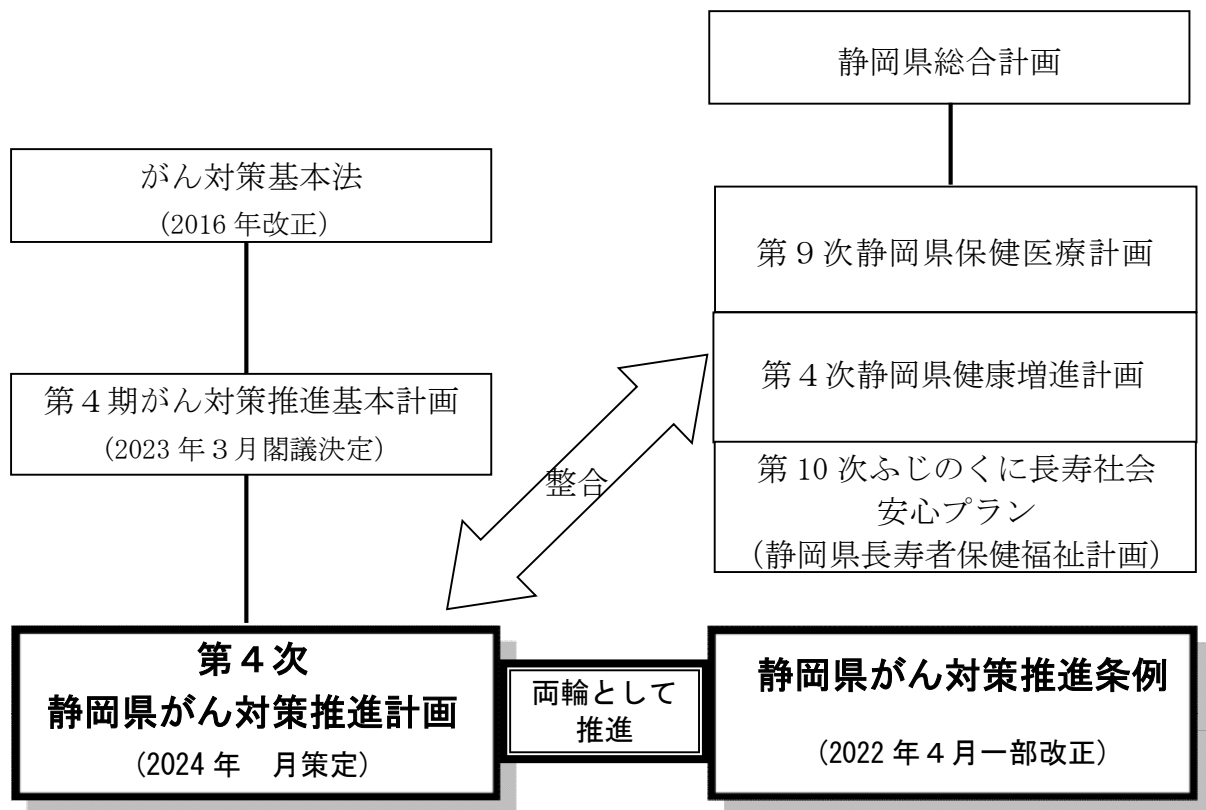 静岡県総合計画
がん対策基本法
（2016 年改正）
第９次静岡県保健医療計画
第４次静岡県健康増進計画
第４期がん対策推進基本計画
（2023 年３月閣議決定）
整合
第 10 次ふじのくに長寿社会
安心プラン
（静岡県長寿者保健福祉計画）
第４次
静岡県がん対策推進計画
（2024 年　月策定）
両輪として
推進
静岡県がん対策推進条例
（2022 年４月一部改正）